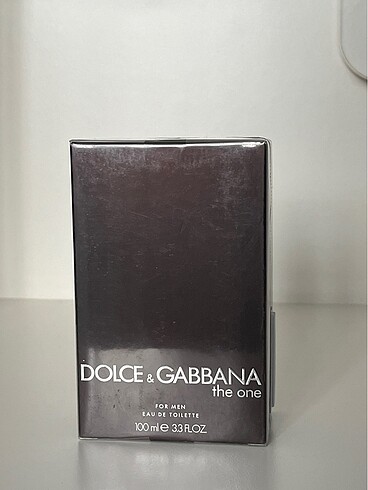 DOLCE & GABBANA
the one
FOR MEN
EAU DE TOILETTE
100 ml ℮ 3.3 FL.OZ.